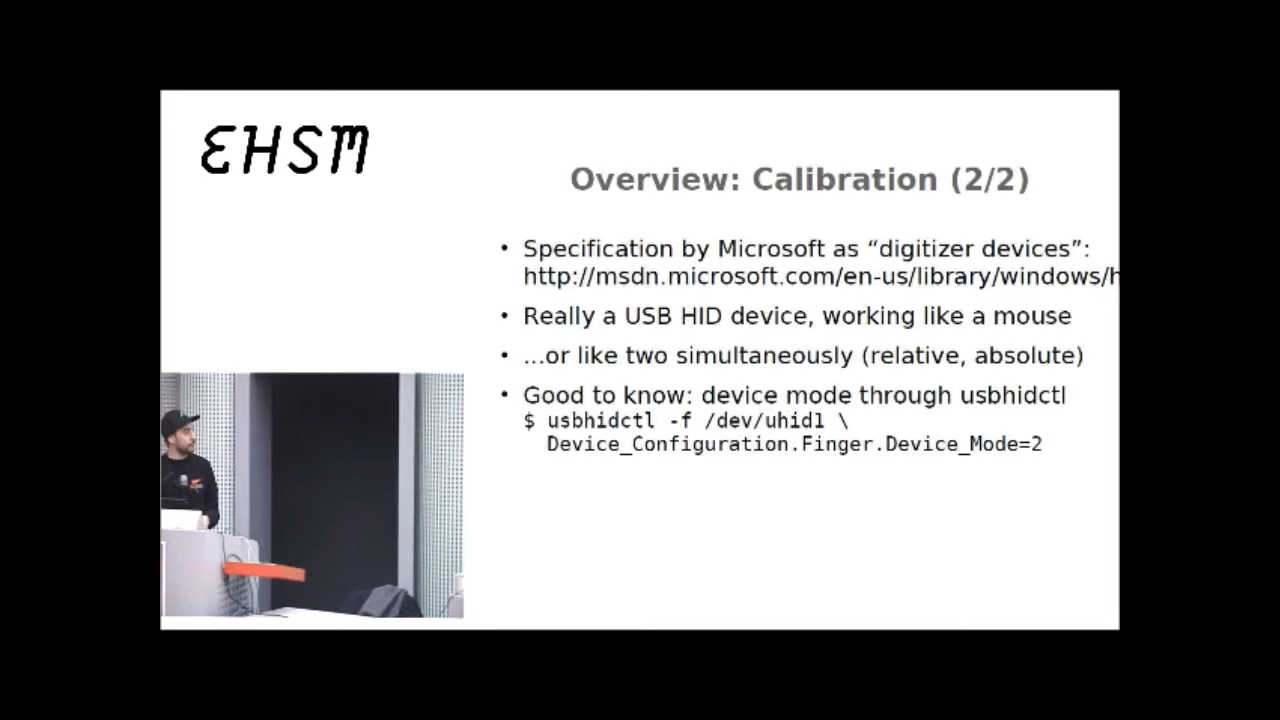 EHSM
Overview: Calibration (2/2)
• Specification by Microsoft as “digitizer devices”:
http://msdn.microsoft.com/en-us/library/windows/h
• Really a USB HID device, working like a mouse
• ...or like two simultaneously (relative, absolute)
• Good to know: device mode through usbhidctl
$ usbhidctl -f /dev/uhid1 \
Device_Configuration.Finger.Device_Mode=2